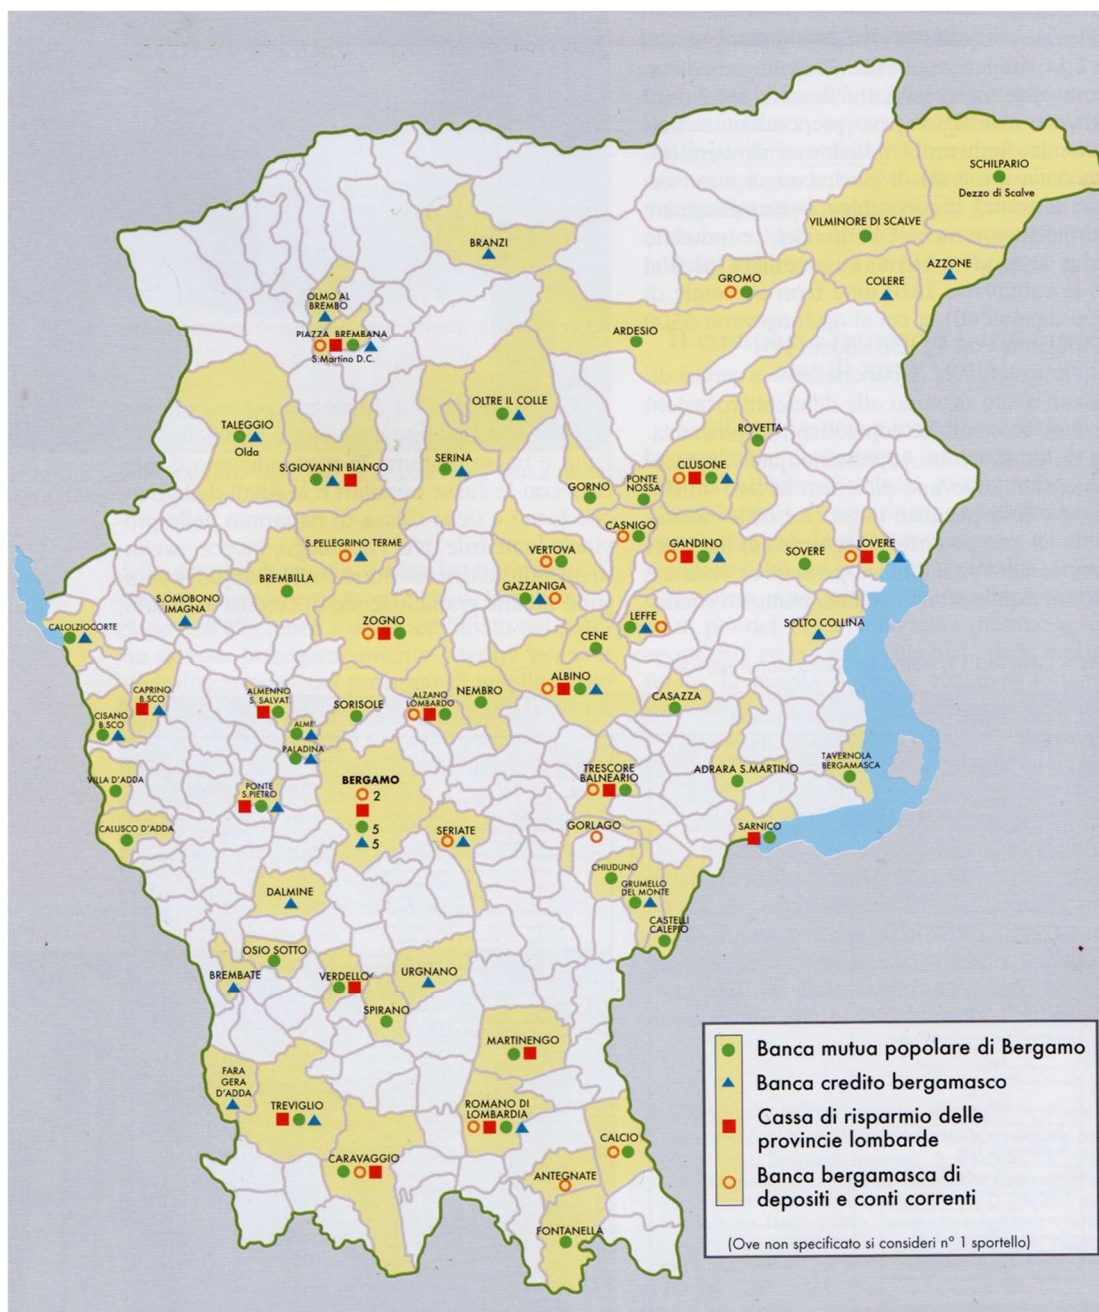 SCHILPARIO
Dezzo di Scalve
VILMINORE DI SCALVE
BRANZI
AZZONE
GROMO
COLERE
OLMO AL
BREMBO
ARDESIO
PIAZZA BREMBANA
S.Martino D.C.
OLTRE IL COLLE
TALEGGIO
Olda
ROVETTA
SERINA
S.GIOVANNI BIANCO
CLUSONE
PONTE
NOSSA
GORNO
CASNIGO
S.PELLEGRINO TERME
VERTOVA
GANDINO
SOVERE
LOVERE
BREMBILLA
GAZZANIGA
S.OMOBONO
IMAGNA
ZOGNO
LEFFE
SOLTO COLLINA
CALOLZIOCORTE
CENE
ALBINO
CAPRINO
B.SCO
ALMENNO
S. SALVAT.
ALZANO
LOMBARDO
NEMBRO
CASAZZA
SORISOLE
CISANO
B.SCO
ALME'
PALADINA
TAVERNOLA
BERGAMASCA
TRESCORE
BALNEARIO
ADRARA S.MARTINO
VILLA D'ADDA
BERGAMO
2
5
5
PONTE
S.PIETRO
CALUSCO D'ADDA
SERIATE
GORLAGO
SARNICO
CHIUDUNO
GRUMELLO
DEL MONTE
DALMINE
CASTELLI
CALEPIO
OSIO SOTTO
BREMBATE
VERDELLO
URGNANO
SPIRANO
MARTINENGO
FARA
GERA
D'ADDA
TREVIGLIO
ROMANO DI
LOMBARDIA
CALCIO
CARAVAGGIO
ANTEGNATE
FONTANELLA
Banca mutua popolare di Bergamo
Banca credito bergamasco
Cassa di risparmio delle
provincie lombarde
Banca bergamasca di
depositi e conti correnti
(Ove non specificato si consideri n° 1 sportello)